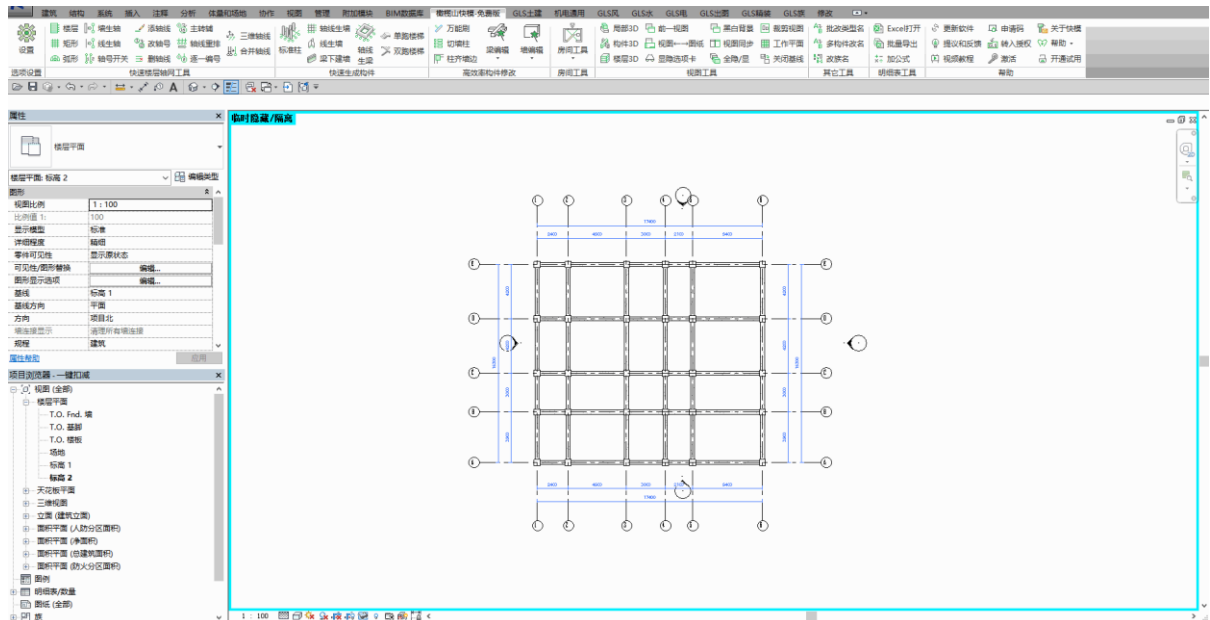 建筑 结构 系统 插入 注释 分析 体量和场地 协作 视图 管理 附加模块 BIM数据库 橄榄山快模-免费版 GLS土建 机电通用 GLS风 GLS水 GLS电 GLS出图 GLS精装 GLS族 修改
楼层 墙生轴 添轴线 主转辅 三维轴线 轴线生墙 单跑楼梯 万能刷 局部3D 前一视图 黑白背景 裁剪视图 批改类型名 Excel打开 更新软件 申请码 关于快模
设置 矩形 线生轴 改轴号 轴线重排 合并轴线 标准柱 线生墙 轴线生梁 双跑楼梯 切墙柱 梁编辑 墙编辑 房间工具 构件3D 视图←→图纸 视图同步 工作平面 多构件改名 批量导出 提议和反馈 转入授权 帮助
弧形 轴号开关 删轴线 逐一编号 梁下建墙 柱齐墙边 楼层3D 显隐选项卡 全隐/显 关闭基线 改族名 加公式 视频教程 激活 开通试用
选项设置 快速楼层轴网工具 快速生成构件 高效率构件修改 房间工具 视图工具 其它工具 明细表工具 帮助
属性
临时隐藏/隔离
楼层平面
楼层平面: 标高 2 编辑类型
图形
视图比例 1 : 100
比例值 1: 100
显示模型 标准
详细程度 精细
零件可见性 显示原状态
可见性/图形替换 编辑...
图形显示选项 编辑...
基线 标高 1
基线方向 平面
方向 项目北
墙连接显示 清理所有墙连接
规程 建筑
属性帮助 应用
项目浏览器 - 一键扣减
视图 (全部)
楼层平面
T.O. Fnd. 墙
T.O. 基脚
T.O. 楼板
场地
标高 1
标高 2
天花板平面
三维视图
立面 (建筑立面)
面积平面 (人防分区面积)
面积平面 (净面积)
面积平面 (总建筑面积)
面积平面 (防火分区面积)
图例
明细表/数量
图纸 (全部)
族
1 : 100